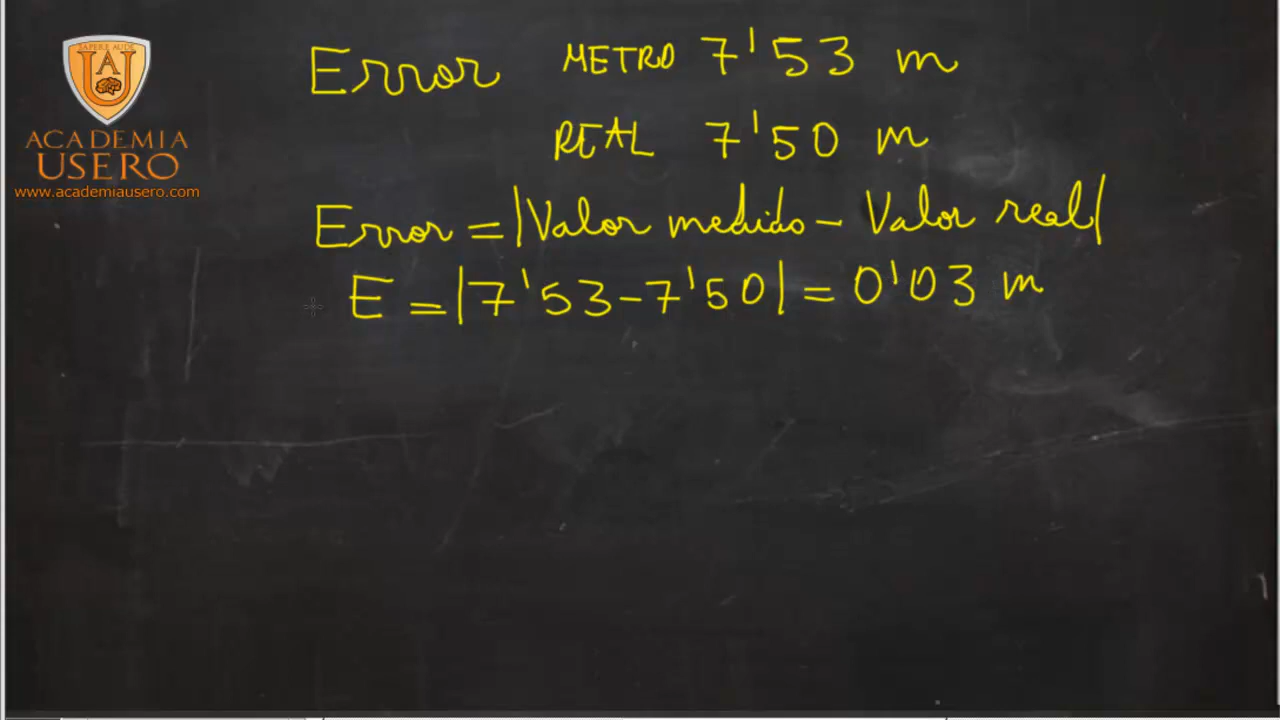 SAPERE AUDE
UA
ACADEMIA
USERO
www.academiausero.com
Error METRO 7'53 m
REAL 7'50 m
Error = |Valor medido - Valor real|
E = |7'53 - 7'50| = 0'03 m